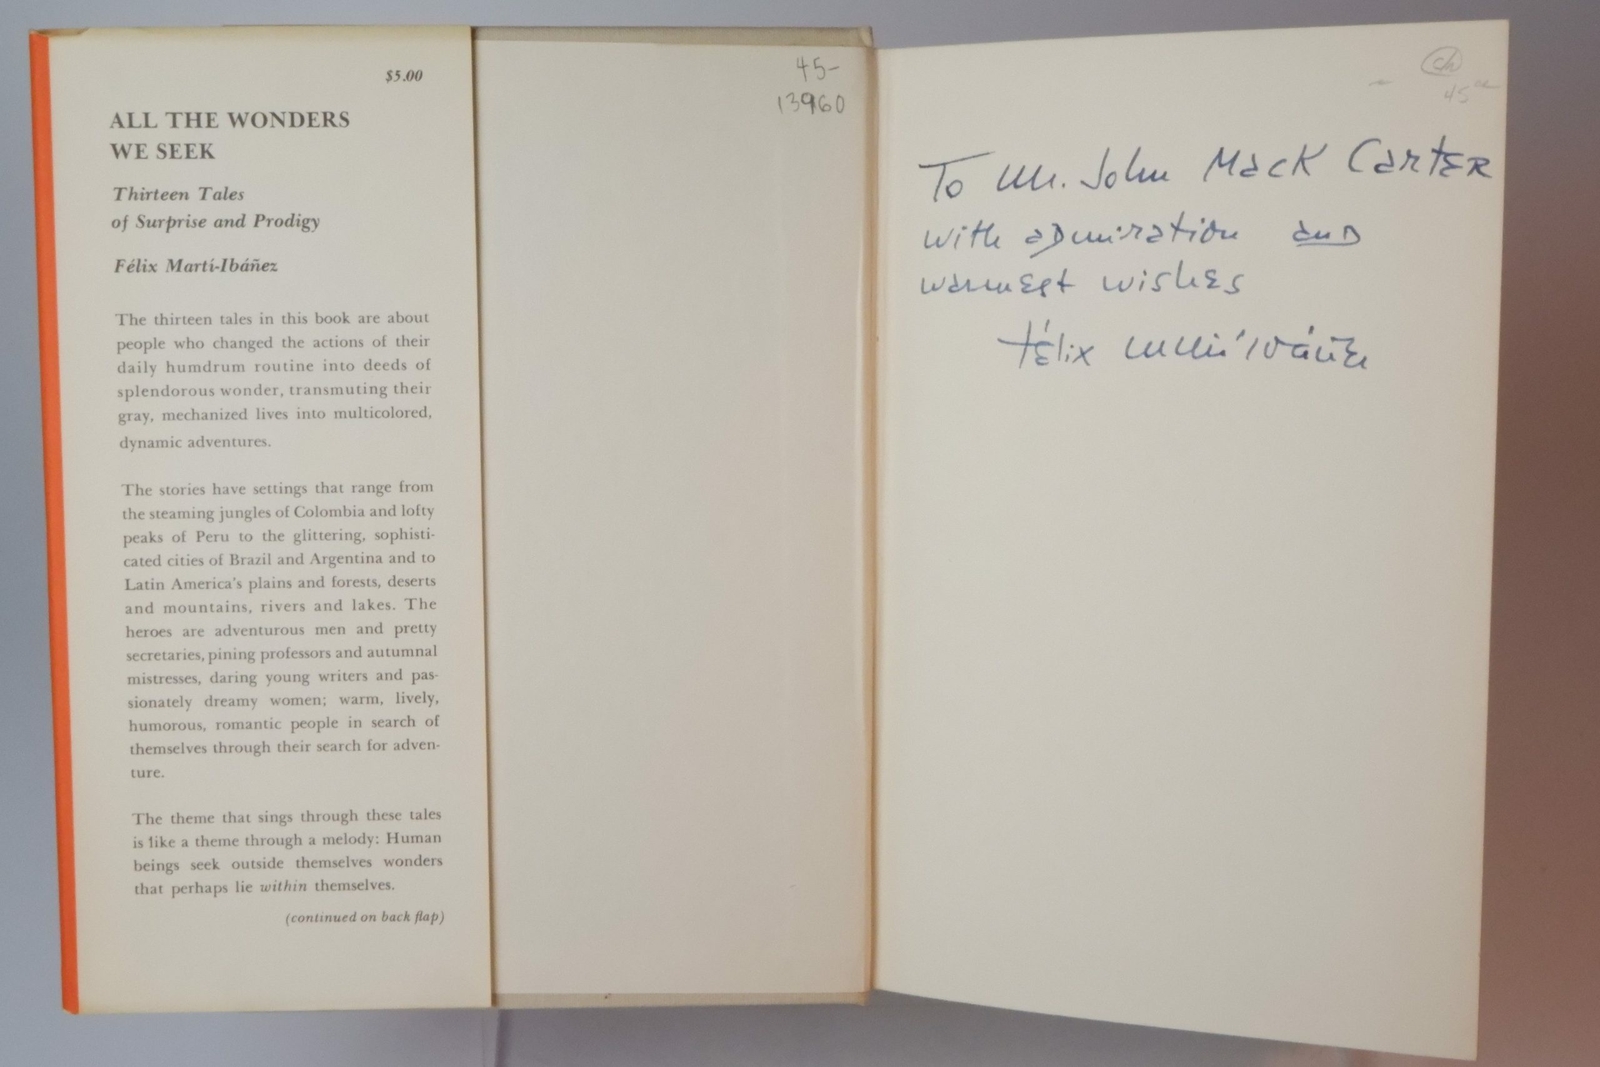 $5.00
ALL THE WONDERS
WE SEEK
Thirteen Tales
of Surprise and Prodigy
Félix Martí-Ibáñez
The thirteen tales in this book are about
people who changed the actions of their
daily humdrum routine into deeds of
splendorous wonder, transmuting their
gray, mechanized lives into multicolored,
dynamic adventures.
The stories have settings that range from
the steaming jungles of Colombia and lofty
peaks of Peru to the glittering, sophisti-
cated cities of Brazil and Argentina and to
Latin America's plains and forests, deserts
and mountains, rivers and lakes. The
heroes are adventurous men and pretty
secretaries, pining professors and autumnal
mistresses, daring young writers and pas-
sionately dreamy women; warm, lively,
humorous, romantic people in search of
themselves through their search for adven-
ture.
The theme that sings through these tales
is like a theme through a melody: Human
beings seek outside themselves wonders
that perhaps lie within themselves.
(continued on back flap)
45-
13960
45
To Mr. John Mack Carter
with admiration and
warmest wishes
Félix Martí-Ibáñez